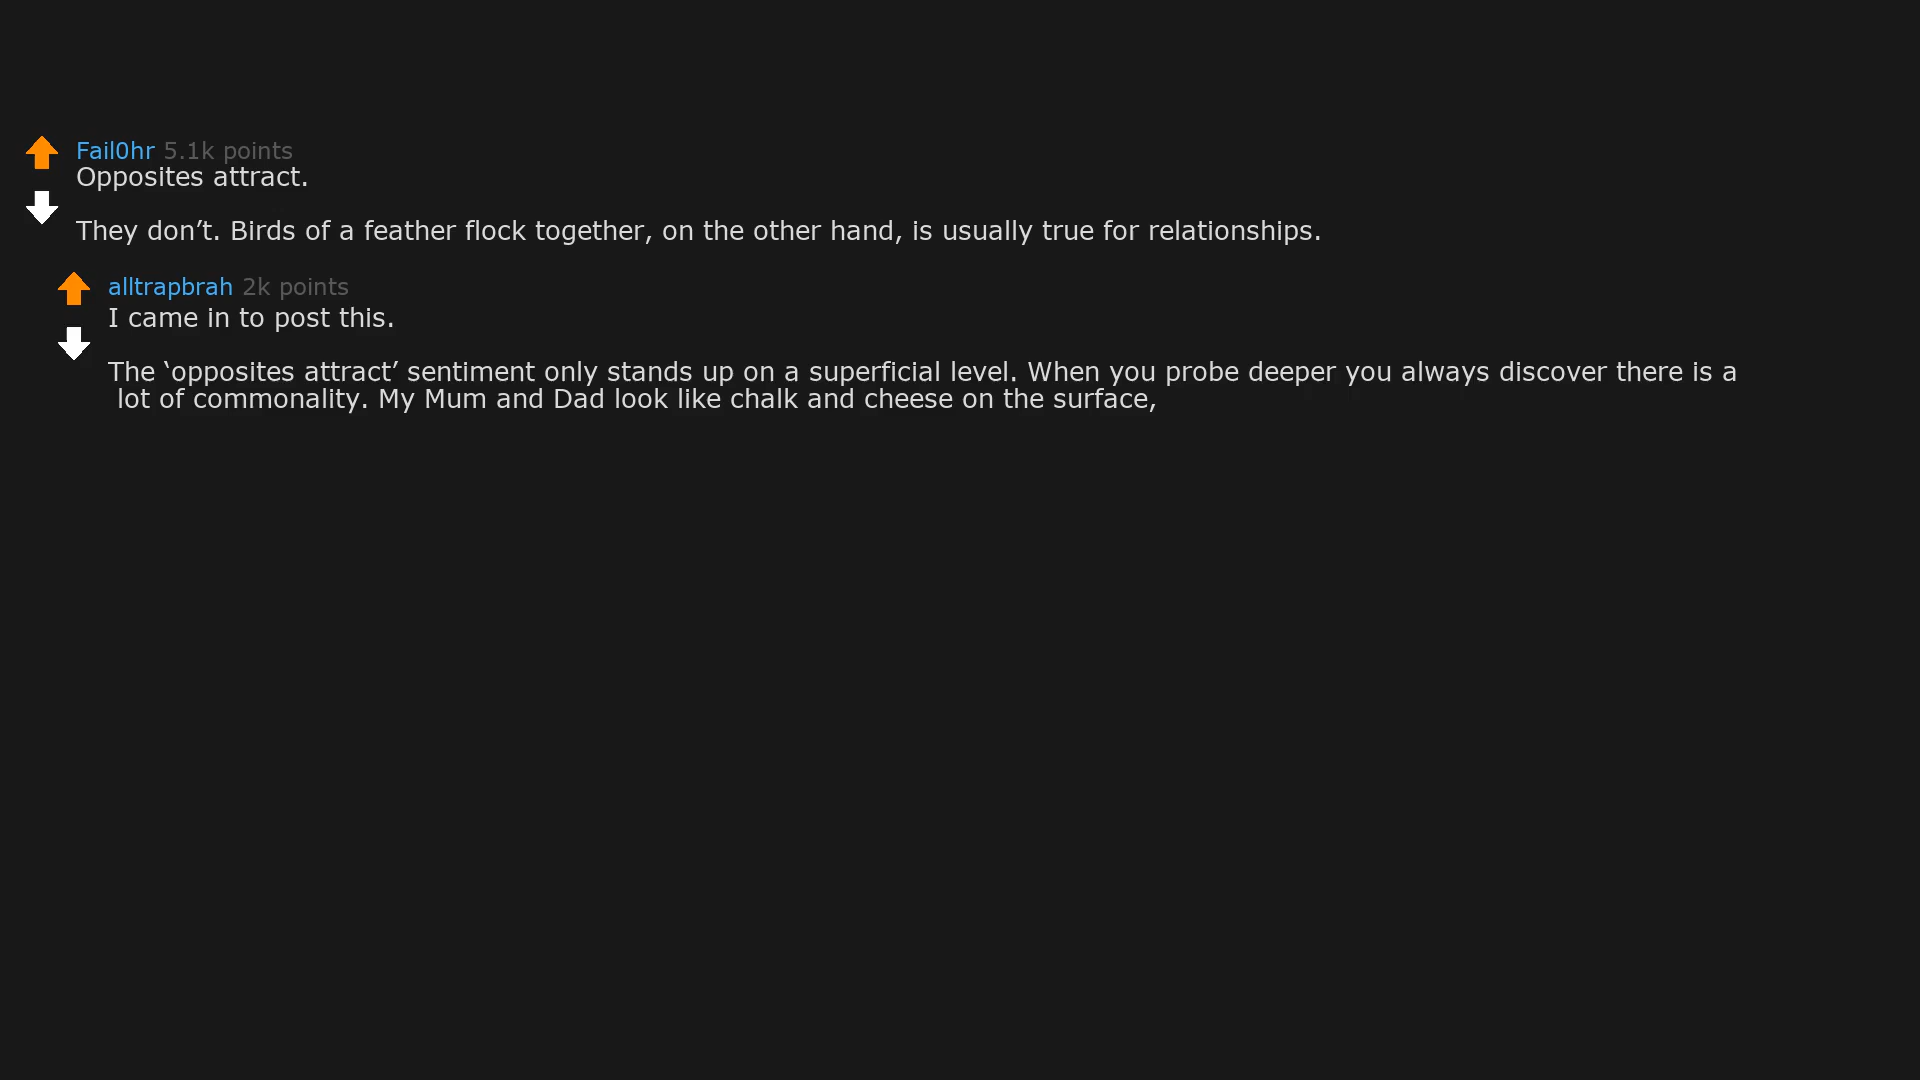 Fail0hr 5.1k points
Opposites attract.
They don’t. Birds of a feather flock together, on the other hand, is usually true for relationships.
alltrapbrah 2k points
I came in to post this.
The ‘opposites attract’ sentiment only stands up on a superficial level. When you probe deeper you always discover there is a
lot of commonality. My Mum and Dad look like chalk and cheese on the surface,